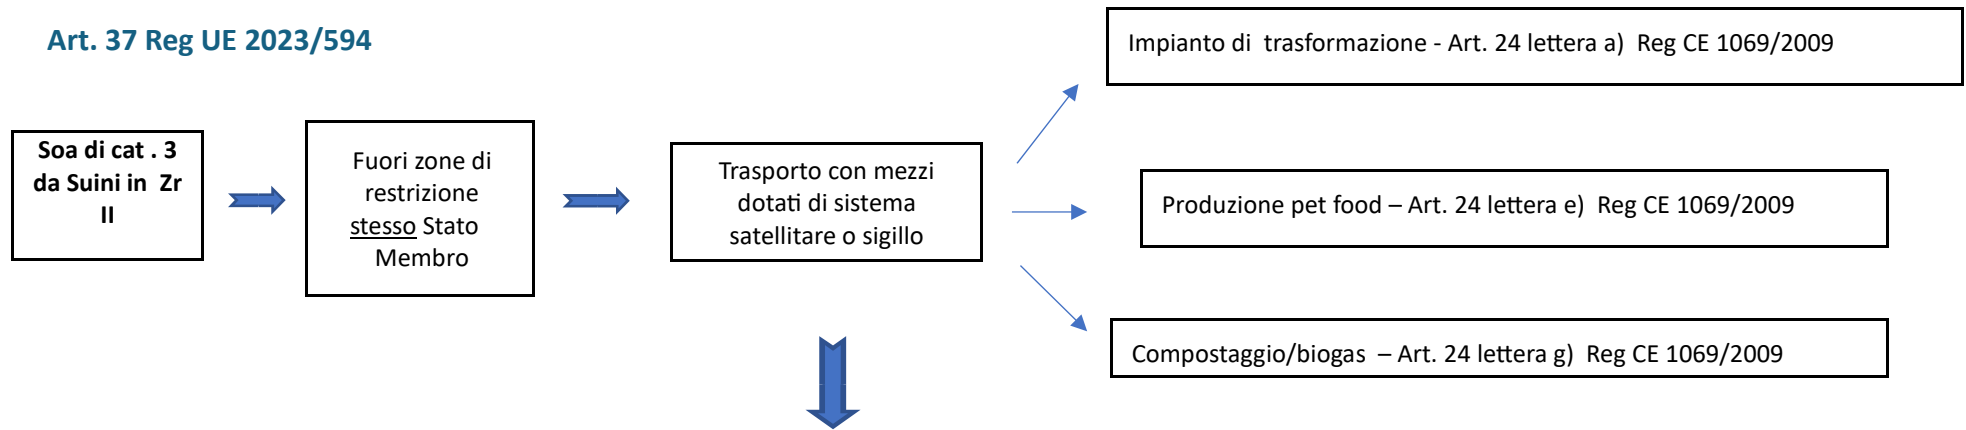 Art. 37 Reg UE 2023/594
Soa di cat . 3
da Suini in Zr
II
Fuori zone di
restrizione
stesso Stato
Membro
Trasporto con mezzi
dotati di sistema
satellitare o sigillo
Impianto di trasformazione - Art. 24 lettera a) Reg CE 1069/2009
Produzione pet food – Art. 24 lettera e) Reg CE 1069/2009
Compostaggio/biogas – Art. 24 lettera g) Reg CE 1069/2009